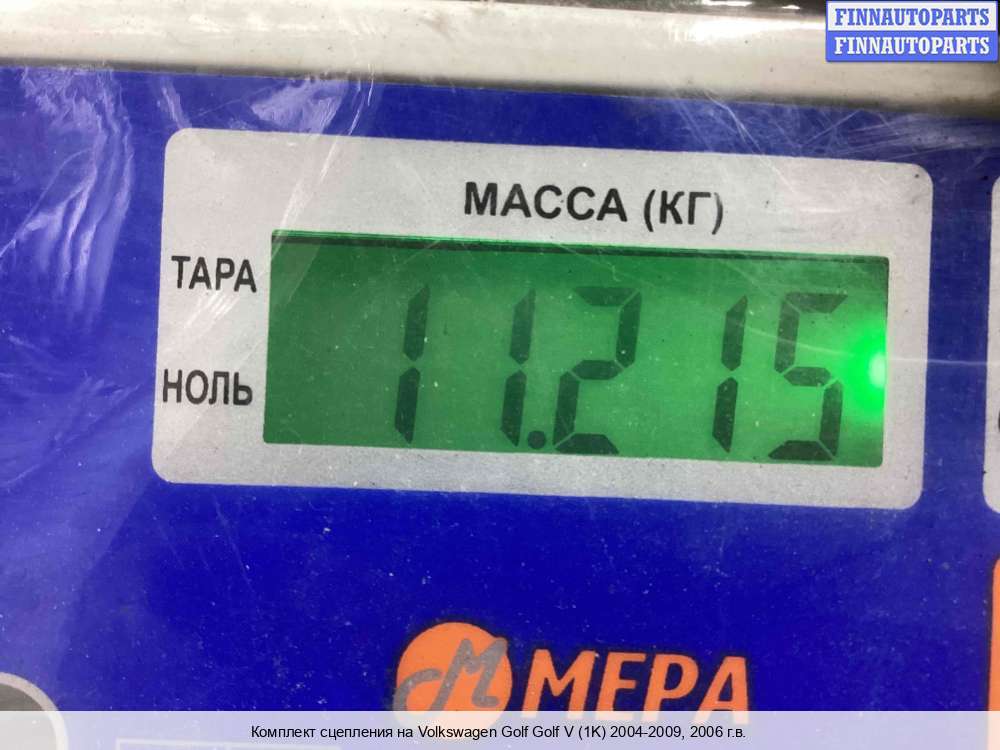 FINNAUTOPARTS
FINNAUTOPARTS
МАССА (КГ)
ТАРА
НОЛЬ
11.215
МЕРА
Комплект сцепления на Volkswagen Golf Golf V (1K) 2004-2009, 2006 г.в.